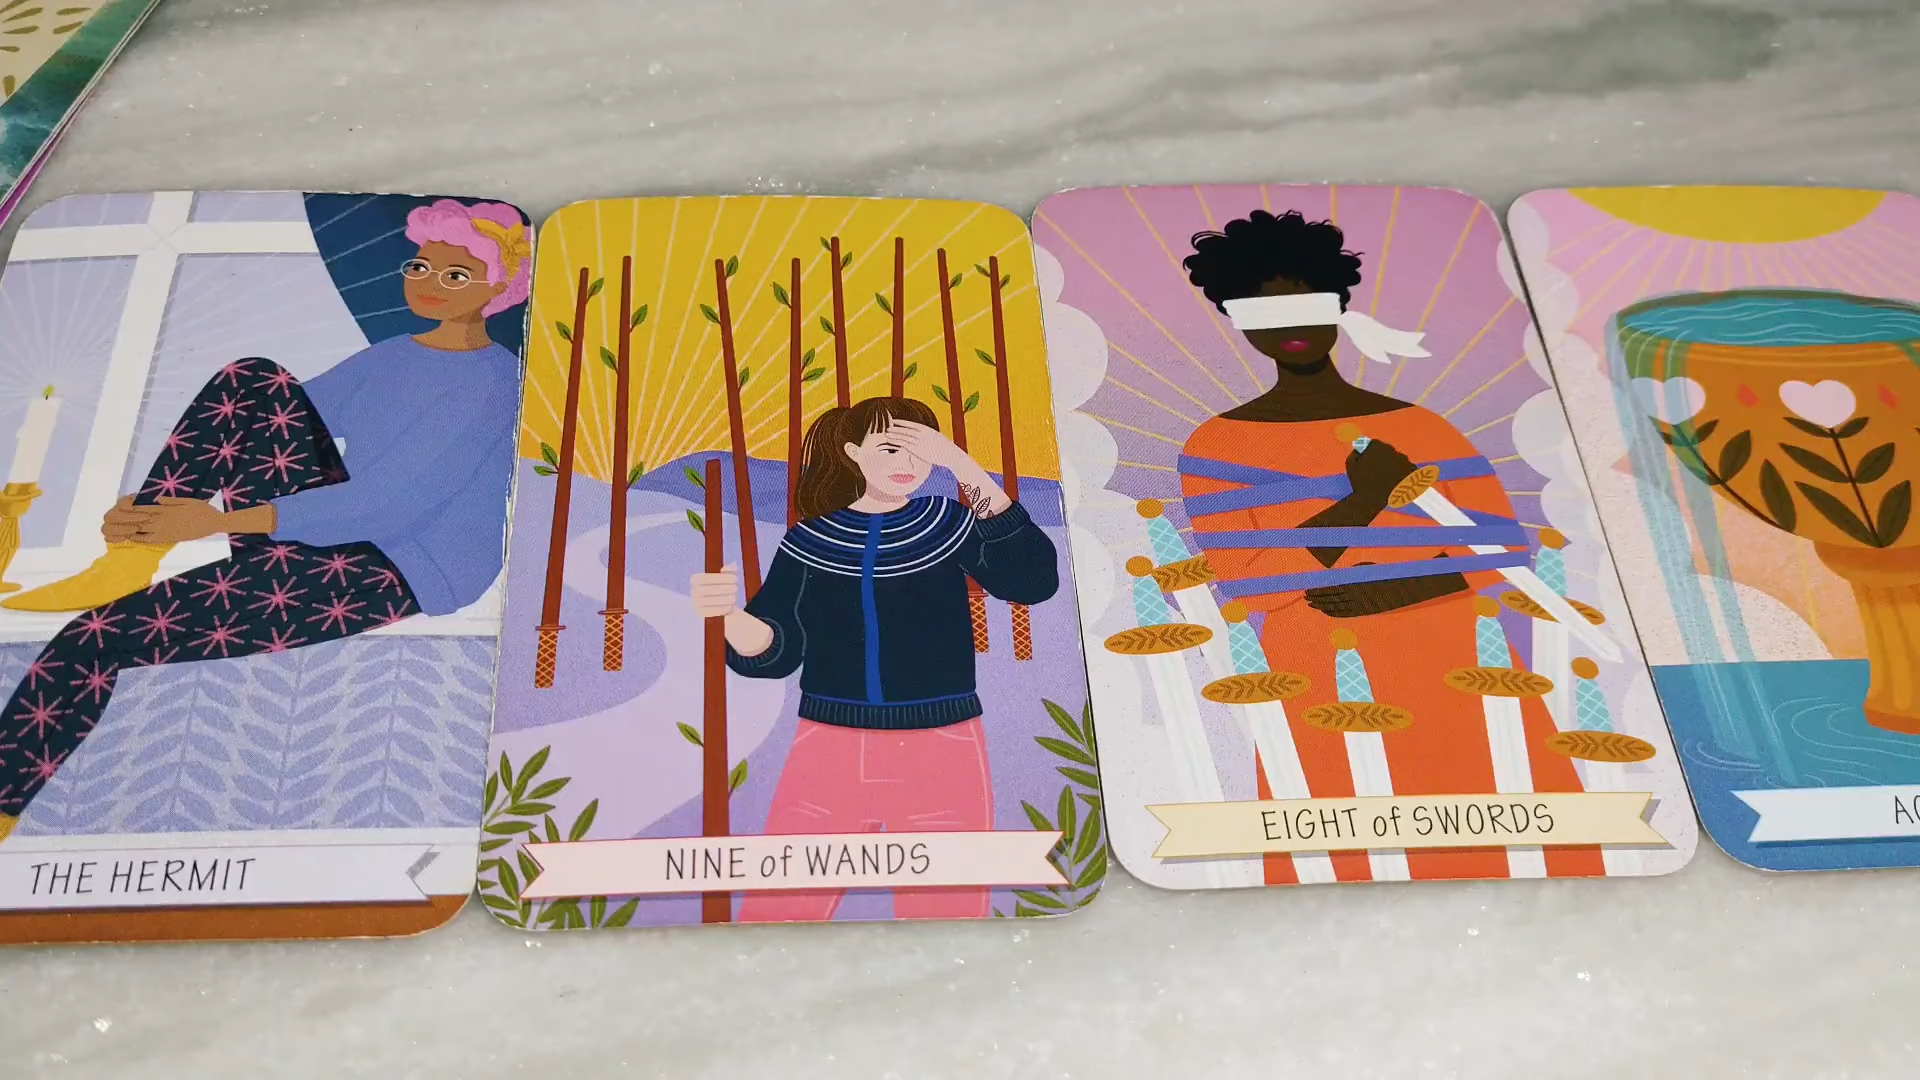 THE HERMIT
NINE of WANDS
EIGHT of SWORDS